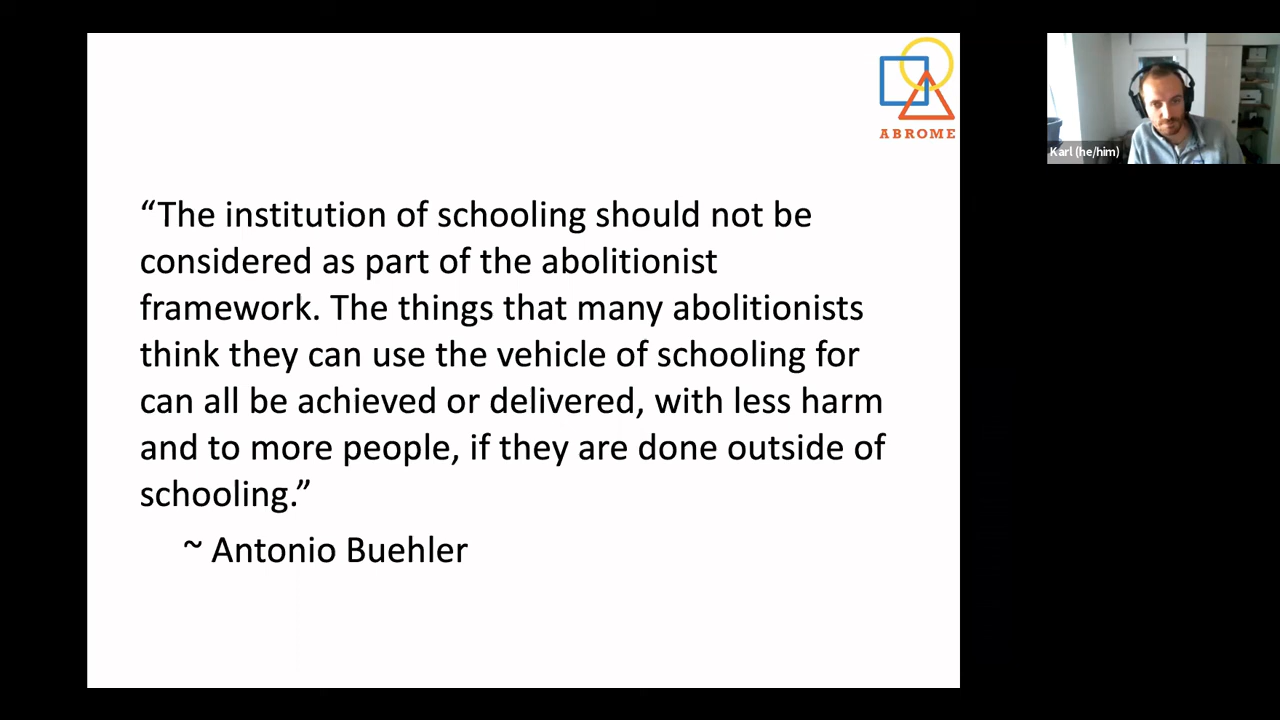 ABROME
Karl (he/him)
“The institution of schooling should not be
considered as part of the abolitionist
framework. The things that many abolitionists
think they can use the vehicle of schooling for
can all be achieved or delivered, with less harm
and to more people, if they are done outside of
schooling.”
~ Antonio Buehler